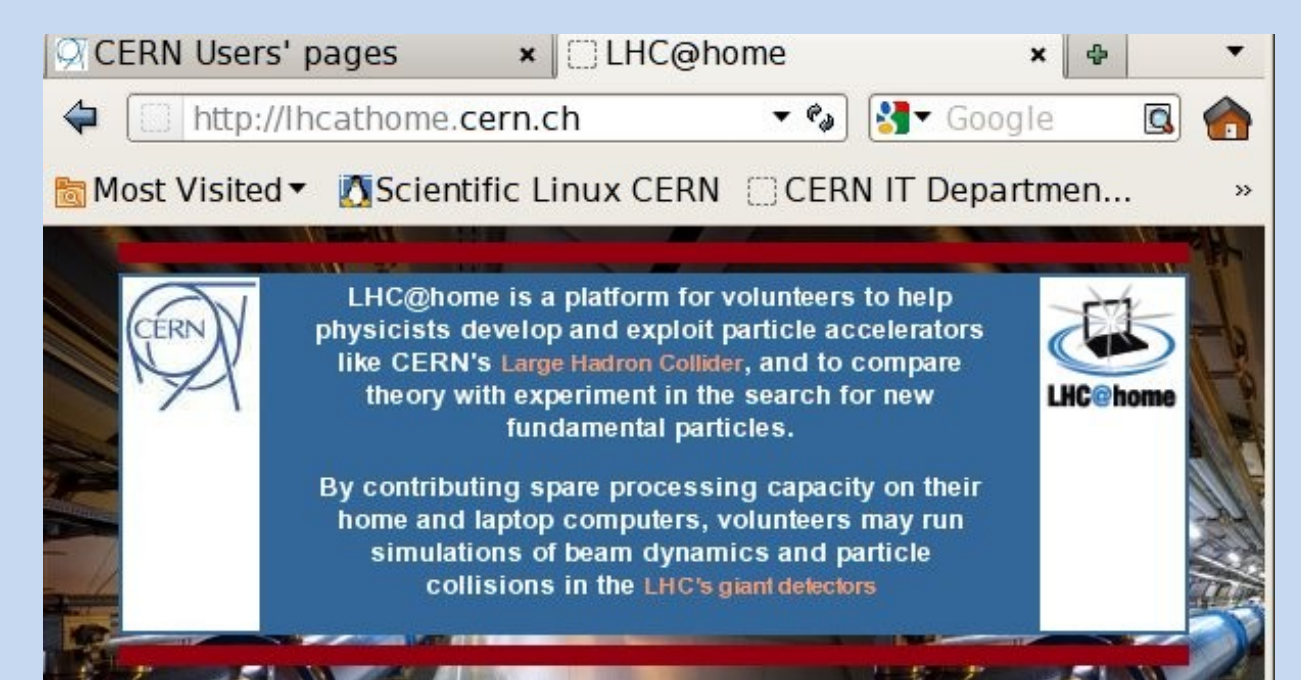 CERN Users' pages
LHC@home
http://lhcathome.cern.ch
Google
Most Visited
Scientific Linux CERN
CERN IT Departmen...
CERN
LHC@home is a platform for volunteers to help
physicists develop and exploit particle accelerators
like CERN's Large Hadron Collider, and to compare
theory with experiment in the search for new
fundamental particles.
By contributing spare processing capacity on their
home and laptop computers, volunteers may run
simulations of beam dynamics and particle
collisions in the LHC's giant detectors
LHC@home